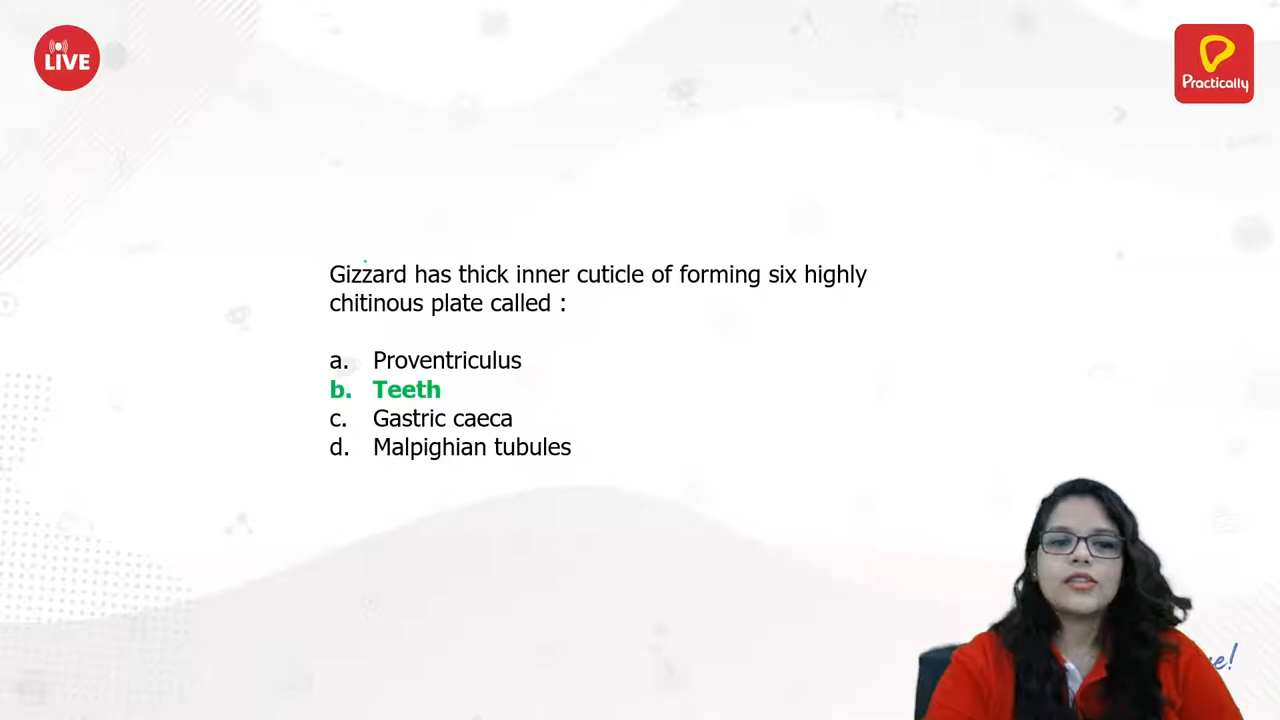 LIVE
Practically
Gizzard has thick inner cuticle of forming six highly
chitinous plate called :
a. Proventriculus
b. Teeth
c. Gastric caeca
d. Malpighian tubules